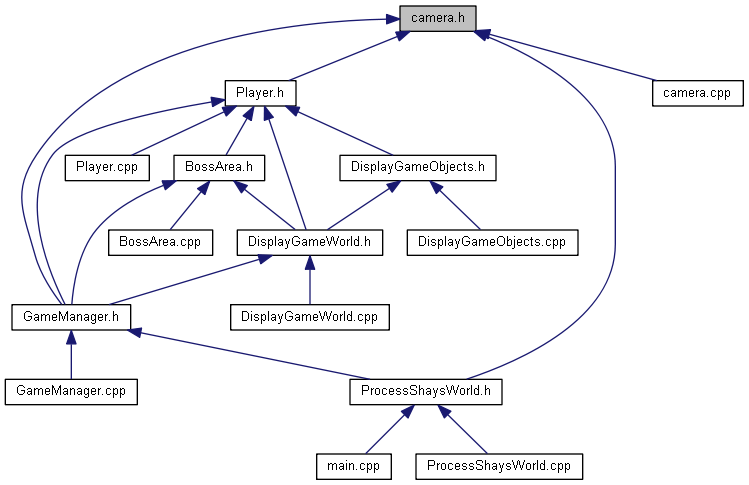 camera.h
Player.h
camera.cpp
Player.cpp
BossArea.h
DisplayGameObjects.h
BossArea.cpp
DisplayGameWorld.h
DisplayGameObjects.cpp
GameManager.h
DisplayGameWorld.cpp
GameManager.cpp
ProcessShaysWorld.h
main.cpp
ProcessShaysWorld.cpp